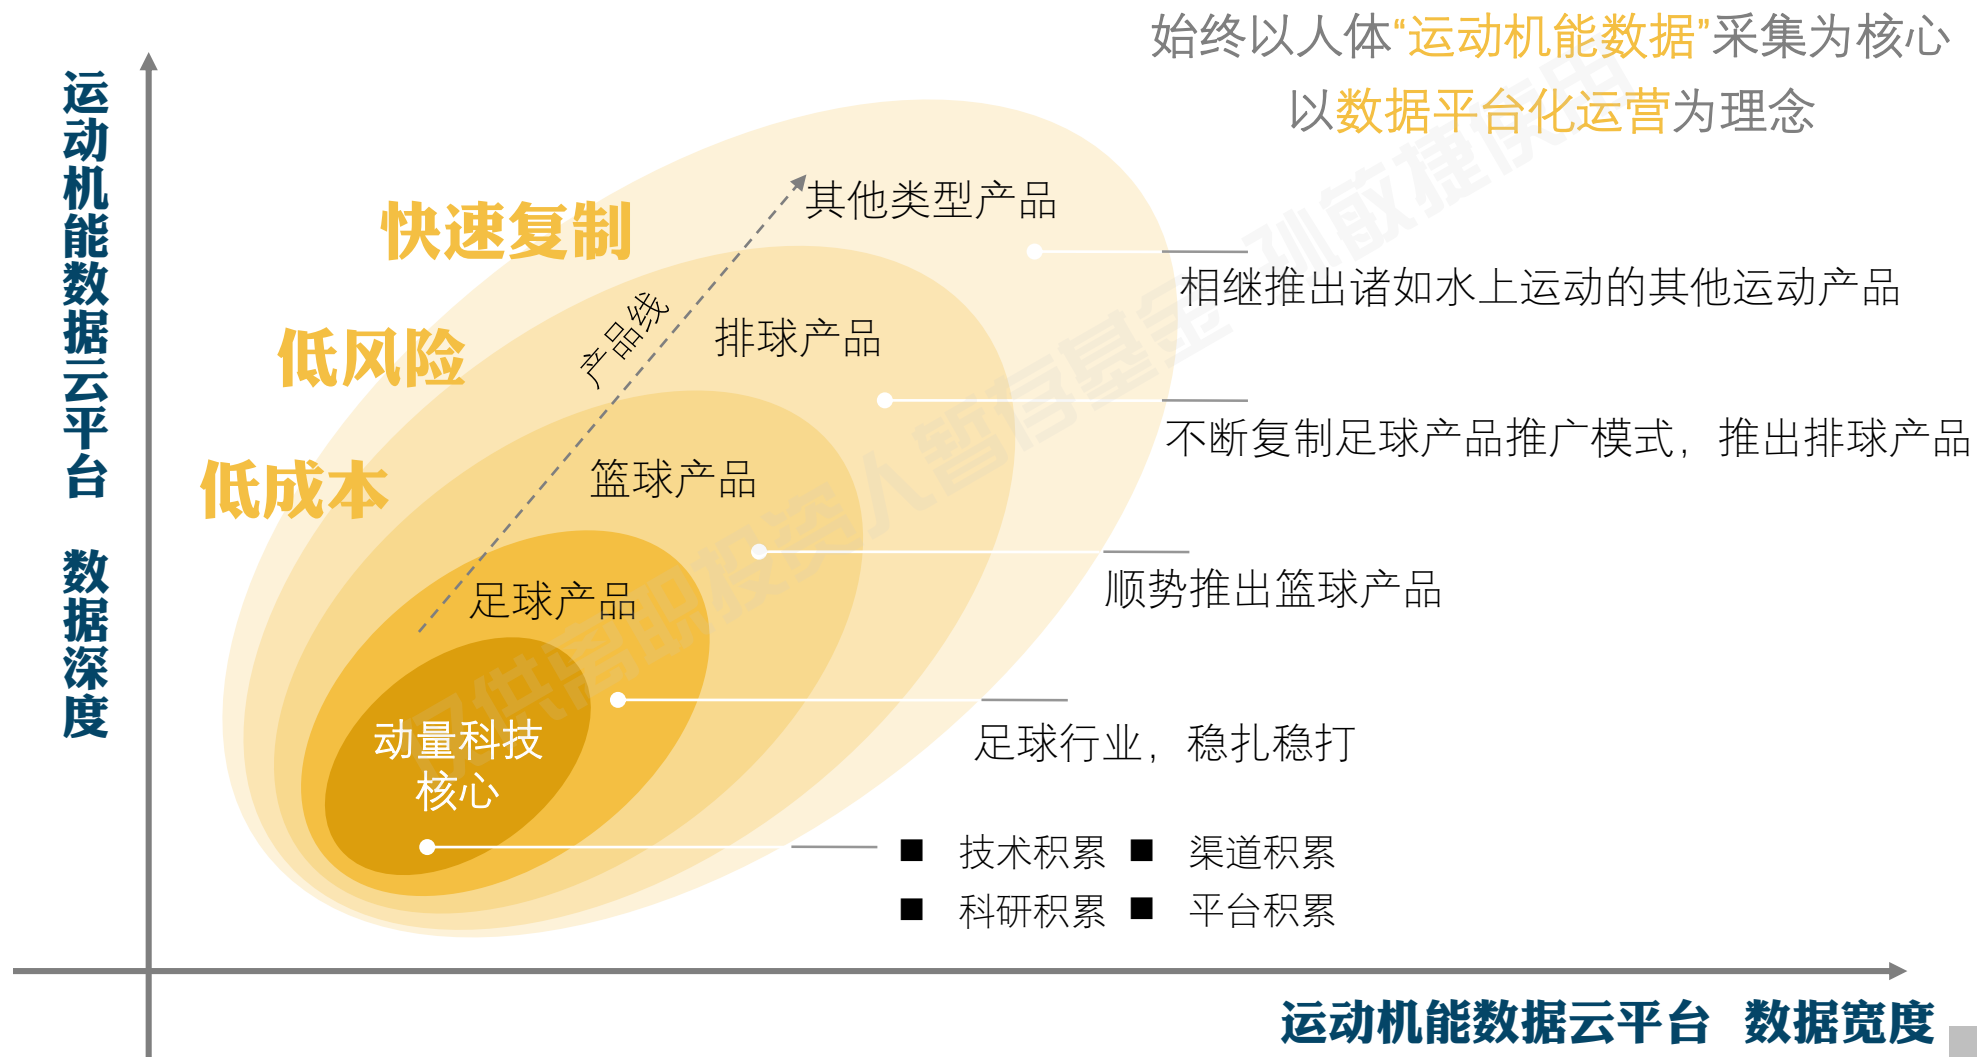 始终以人体“运动机能数据”采集为核心
以数据平台化运营为理念
运动机能数据云平台 数据深度
快速复制
低风险
低成本
产品线
其他类型产品
相继推出诸如水上运动的其他运动产品
排球产品
不断复制足球产品推广模式，推出排球产品
篮球产品
顺势推出篮球产品
足球产品
足球行业，稳扎稳打
动量科技
核心
■ 技术积累 ■ 渠道积累
■ 科研积累 ■ 平台积累
运动机能数据云平台 数据宽度